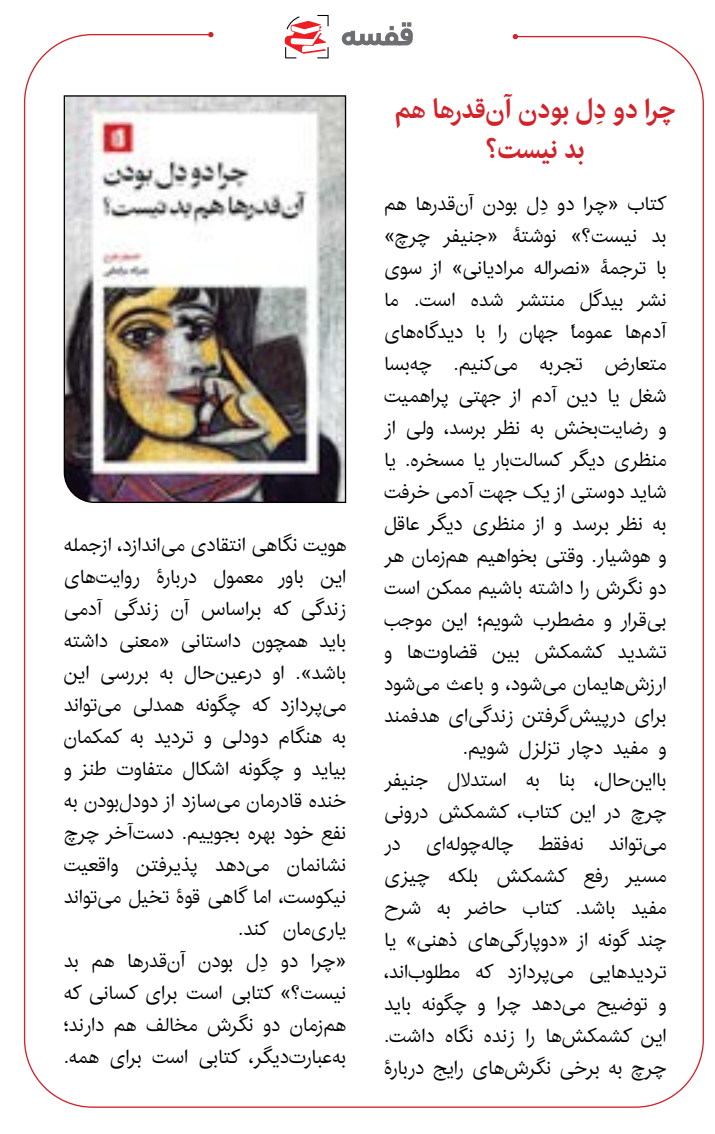 قفسه
چرا دو دِل بودن آن‌قدرها هم
بد نیست؟
کتاب «چرا دو دِل بودن آن‌قدرها هم
بد نیست؟» نوشتهٔ «جنیفر چرچ»
با ترجمهٔ «نصراله مرادیانی» از سوی
نشر بیدگل منتشر شده است. ما
آدم‌ها عموماً جهان را با دیدگاه‌های
متعارض تجربه می‌کنیم. چه‌بسا
شغل یا دین آدم از جهتی پراهمیت
و رضایت‌بخش به نظر برسد، ولی از
منظری دیگر کسالت‌بار یا مسخره. یا
شاید دوستی از یک جهت آدمی خرفت
به نظر برسد و از منظری دیگر عاقل
و هوشیار. وقتی بخواهیم هم‌زمان هر
دو نگرش را داشته باشیم ممکن است
بی‌قرار و مضطرب شویم؛ این موجب
تشدید کشمکش بین قضاوت‌ها و
ارزش‌هایمان می‌شود، و باعث می‌شود
برای درپیش‌گرفتن زندگی‌ای هدفمند
و مفید دچار تزلزل شویم.
بااین‌حال، بنا به استدلال جنیفر
چرچ در این کتاب، کشمکش درونی
می‌تواند نه‌فقط چاله‌چوله‌ای در
مسیر رفع کشمکش بلکه چیزی
مفید باشد. کتاب حاضر به شرح
چند گونه از «دوپارگی‌های ذهنی» یا
تردیدهایی می‌پردازد که مطلوب‌اند،
و توضیح می‌دهد چرا و چگونه باید
این کشمکش‌ها را زنده نگاه داشت.
چرچ به برخی نگرش‌های رایج دربارهٔ
چرا دو دِل بودن
آن‌قدرها هم بد نیست؟
جنیفر چرچ
نصراله مرادیانی
هویت نگاهی انتقادی می‌اندازد، ازجمله
این باور معمول دربارهٔ روایت‌های
زندگی که براساس آن زندگی آدمی
باید همچون داستانی «معنی داشته
باشد». او درعین‌حال به بررسی این
می‌پردازد که چگونه همدلی می‌تواند
به هنگام دودلی و تردید به کمکمان
بیاید و چگونه اشکال متفاوت طنز و
خنده قادرمان می‌سازد از دودل‌بودن به
نفع خود بهره بجوییم. دست‌آخر چرچ
نشانمان می‌دهد پذیرفتن واقعیت
نیکوست، اما گاهی قوهٔ تخیل می‌تواند
یاری‌مان کند.
«چرا دو دِل بودن آن‌قدرها هم بد
نیست؟» کتابی است برای کسانی که
هم‌زمان دو نگرش مخالف هم دارند؛
به‌عبارت‌دیگر، کتابی است برای همه.